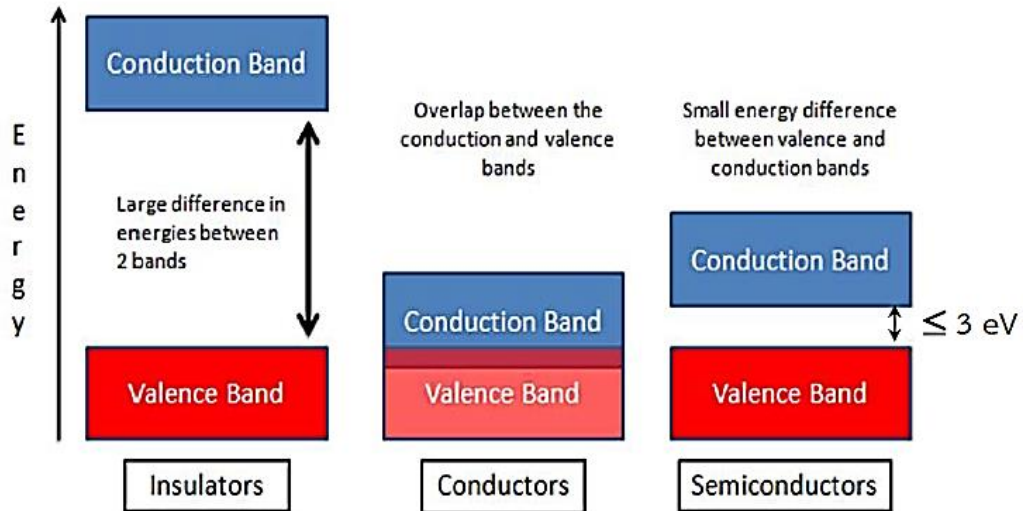 Energy
Conduction Band
Large difference in
energies between
2 bands
Valence Band
Insulators
Overlap between the
conduction and valence
bands
Conduction Band
Valence Band
Conductors
Small energy difference
between valence and
conduction bands
Conduction Band
≤ 3 eV
Valence Band
Semiconductors